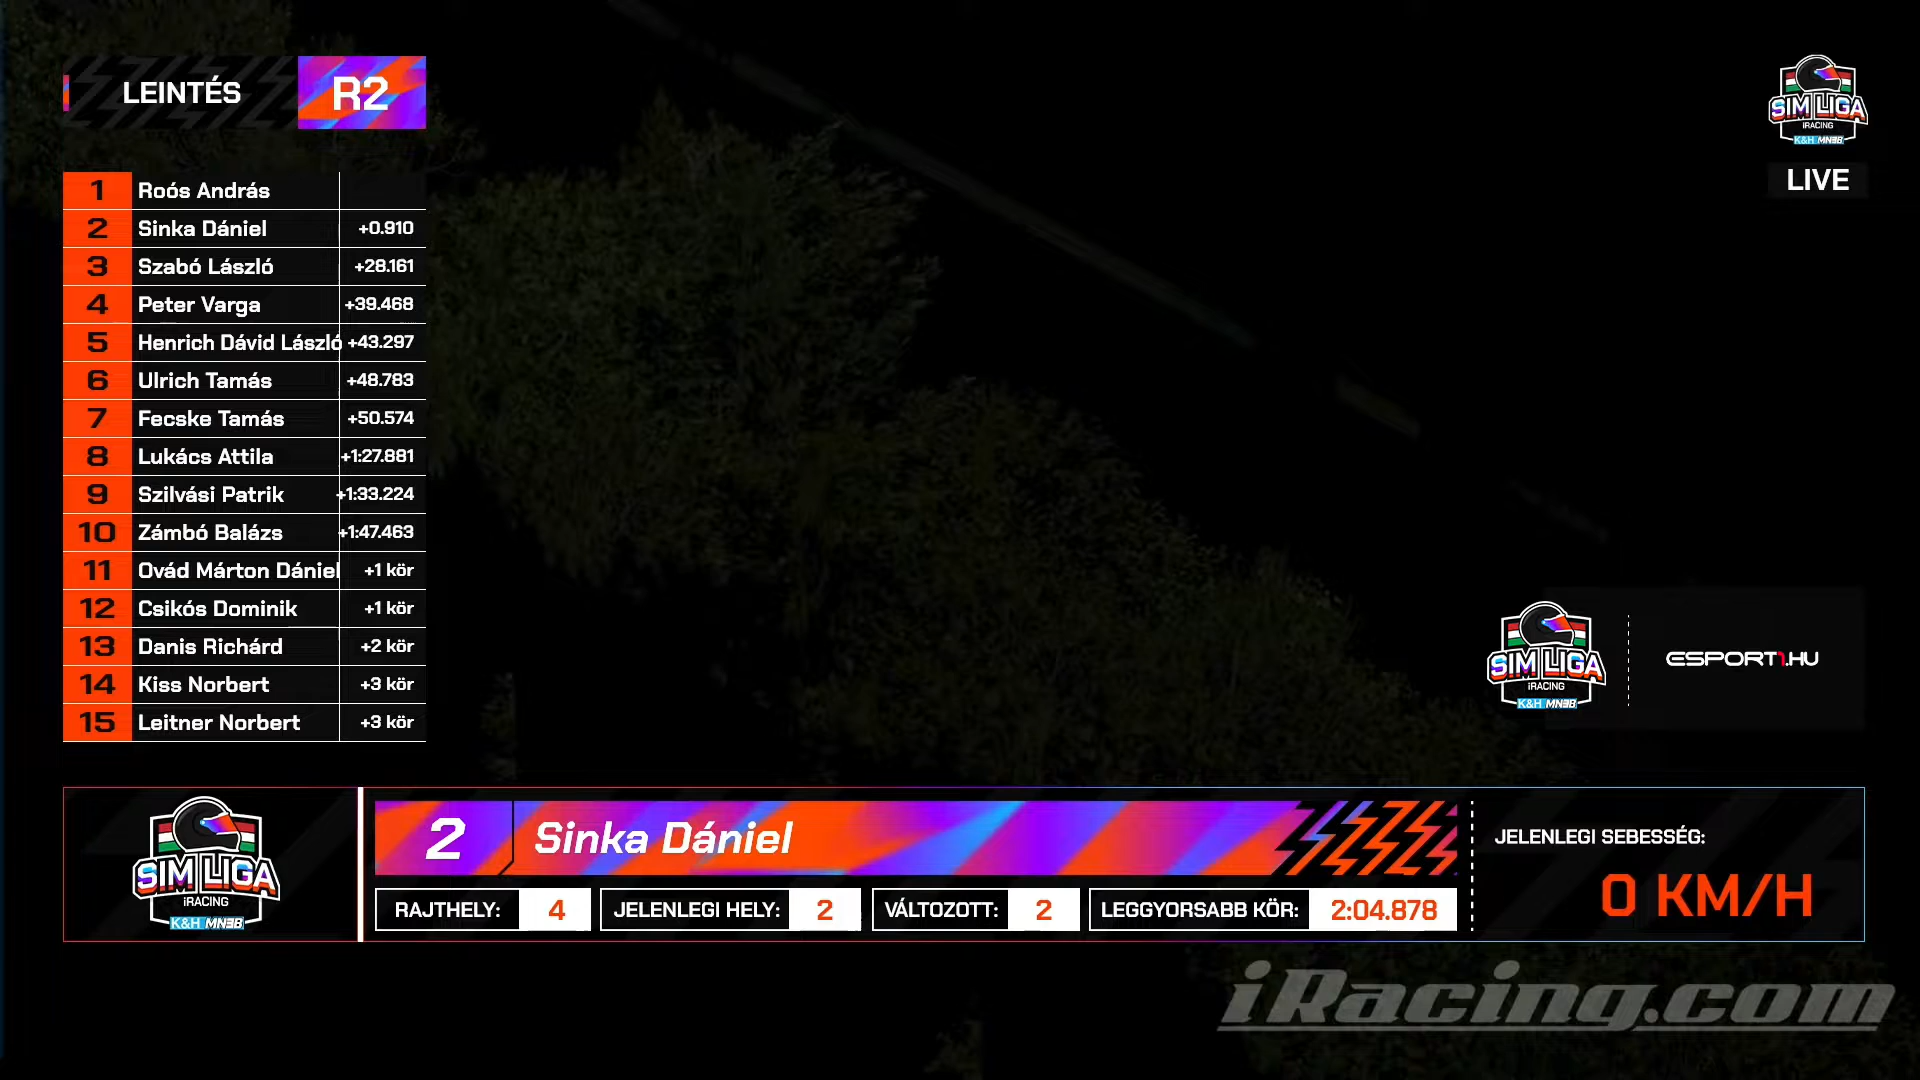 LEINTÉS R2
SIM LIGA
iRACING
K&H MNSB
LIVE
1 Roós András
2 Sinka Dániel +0.910
3 Szabó László +28.161
4 Peter Varga +39.468
5 Henrich Dávid László +43.297
6 Ulrich Tamás +48.783
7 Fecske Tamás +50.574
8 Lukács Attila +1:27.881
9 Szilvási Patrik +1:33.224
10 Zámbó Balázs +1:47.463
11 Ovád Márton Dániel +1 kör
12 Csikós Dominik +1 kör
13 Danis Richárd +2 kör
14 Kiss Norbert +3 kör
15 Leitner Norbert +3 kör
SIM LIGA
iRACING
K&H MNSB
ESPORT1.HU
SIM LIGA
iRACING
K&H MNSB
2 Sinka Dániel
RAJTHELY: 4 JELENLEGI HELY: 2 VÁLTOZOTT: 2 LEGGYORSABB KÖR: 2:04.878
JELENLEGI SEBESSÉG:
0 KM/H
iRacing.com